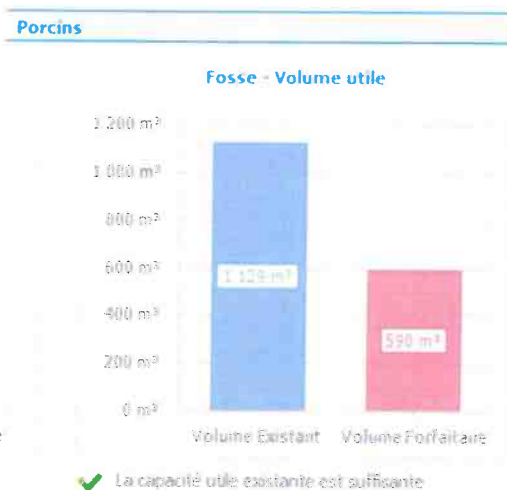 Porcins
Fosse - Volume utile
1 200 m³
1 000 m³
800 m³
600 m³
400 m³
200 m³
0 m³
1 129 m³
590 m³
Volume Existant Volume Forfaitaire
La capacité utile existante est suffisante